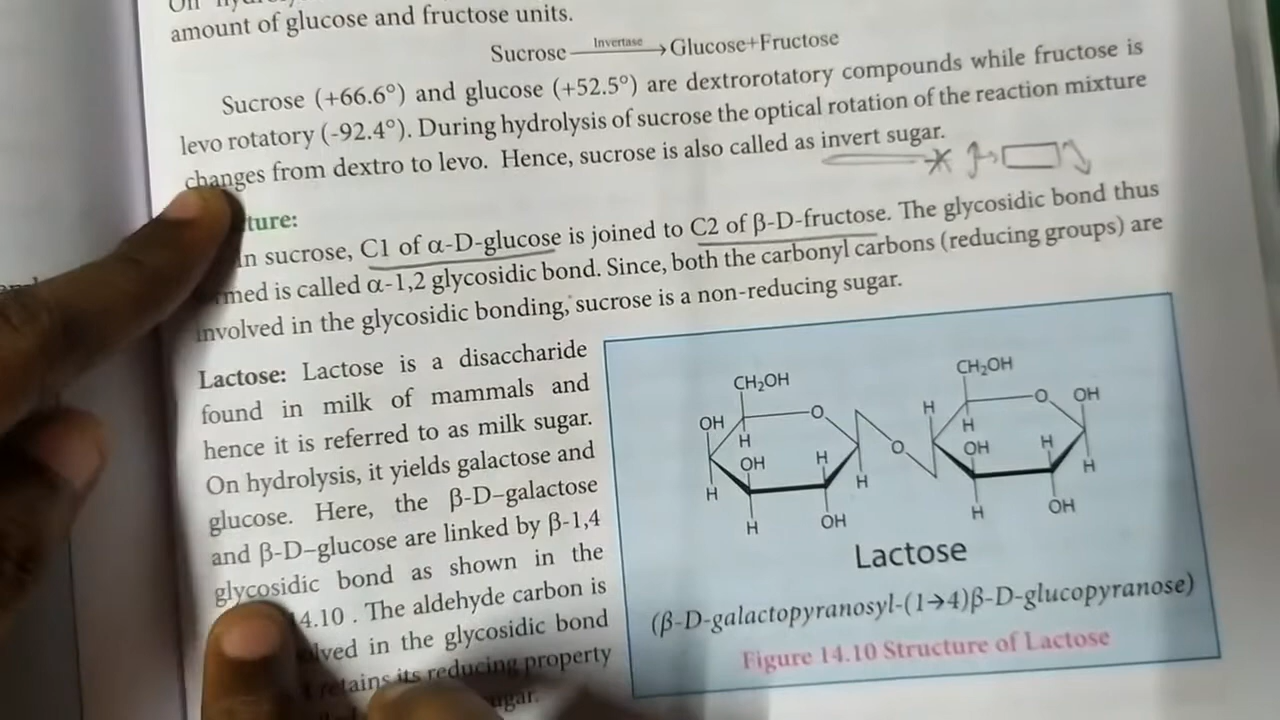 amount of glucose and fructose units.
Sucrose Invertase → Glucose+Fructose
Sucrose (+66.6°) and glucose (+52.5°) are dextrorotatory compounds while fructose is
levo rotatory (-92.4°). During hydrolysis of sucrose the optical rotation of the reaction mixture
changes from dextro to levo. Hence, sucrose is also called as invert sugar.
ture:
In sucrose, C1 of α-D-glucose is joined to C2 of β-D-fructose. The glycosidic bond thus
rmed is called α-1,2 glycosidic bond. Since, both the carbonyl carbons (reducing groups) are
involved in the glycosidic bonding, sucrose is a non-reducing sugar.
Lactose: Lactose is a disaccharide
found in milk of mammals and
hence it is referred to as milk sugar.
On hydrolysis, it yields galactose and
glucose. Here, the β-D–galactose
and β-D–glucose are linked by β-1,4
glycosidic bond as shown in the
4.10 . The aldehyde carbon is
lved in the glycosidic bond
retains its reducing property
ugar.
CH₂OH CH₂OH
OH O H O OH
H H
OH H OH H
H H H
H OH H OH
O
Lactose
(β-D-galactopyranosyl-(1→4)β-D-glucopyranose)
Figure 14.10 Structure of Lactose